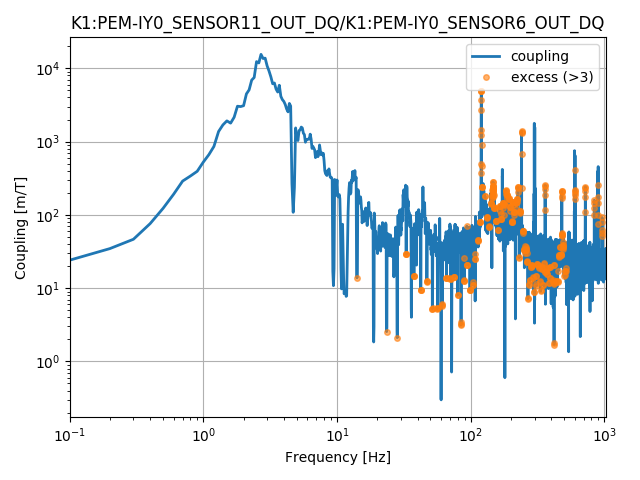 K1:PEM-IY0_SENSOR11_OUT_DQ/K1:PEM-IY0_SENSOR6_OUT_DQ
coupling
excess (>3)
Coupling [m/T]
10⁴
10³
10²
10¹
10⁰
10⁻¹ 10⁰ 10¹ 10² 10³
Frequency [Hz]